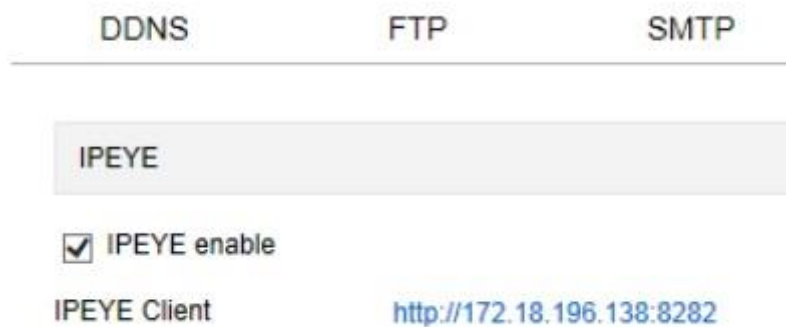 DDNS FTP SMTP
IPEYE
IPEYE enable
IPEYE Client http://172.18.196.138:8282